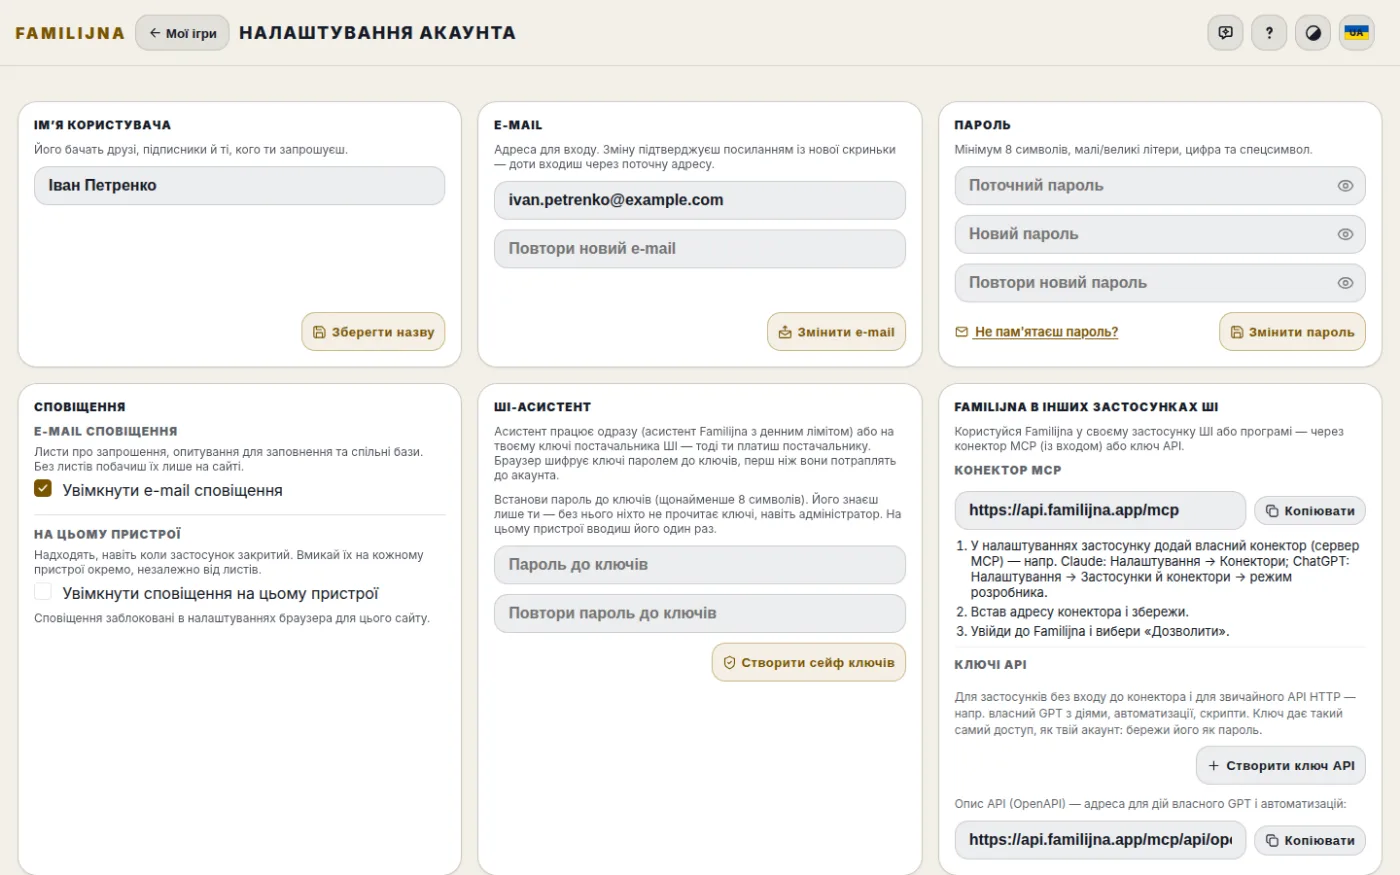 FAMILIJNA
Мої ігри
НАЛАШТУВАННЯ АКАУНТА
?
UA
ІМ'Я КОРИСТУВАЧА
Його бачать друзі, підписники й ті, кого ти запрошуєш.
Іван Петренко
Зберегти назву
E-MAIL
Адреса для входу. Зміну підтверджуєш посиланням із нової скриньки
— доти входиш через поточну адресу.
ivan.petrenko@example.com
Повтори новий e-mail
Змінити e-mail
ПАРОЛЬ
Мінімум 8 символів, малі/великі літери, цифра та спецсимвол.
Поточний пароль
Новий пароль
Повтори новий пароль
Не пам'ятаєш пароль?
Змінити пароль
СПОВІЩЕННЯ
E-MAIL СПОВІЩЕННЯ
Листи про запрошення, опитування для заповнення та спільні бази.
Без листів побачиш їх лише на сайті.
Увімкнути e-mail сповіщення
НА ЦЬОМУ ПРИСТРОЇ
Надходять, навіть коли застосунок закритий. Вмикай їх на кожному
пристрої окремо, незалежно від листів.
Увімкнути сповіщення на цьому пристрої
Сповіщення заблоковані в налаштуваннях браузера для цього сайту.
ШІ-АСИСТЕНТ
Асистент працює одразу (асистент Familijna з денним лімітом) або на
твоєму ключі постачальника ШІ — тоді ти платиш постачальнику.
Браузер шифрує ключі паролем до ключів, перш ніж вони потраплять
до акаунта.
Встанови пароль до ключів (щонайменше 8 символів). Його знаєш
лише ти — без нього ніхто не прочитає ключі, навіть адміністратор. На
цьому пристрої вводиш його один раз.
Пароль до ключів
Повтори пароль до ключів
Створити сейф ключів
FAMILIJNA В ІНШИХ ЗАСТОСУНКАХ ШІ
Користуйся Familijna у своєму застосунку ШІ або програмі — через
конектор MCP (із входом) або ключ API.
КОНЕКТОР MCP
https://api.familijna.app/mcp
Копіювати
1. У налаштуваннях застосунку додай власний конектор (сервер
MCP) — напр. Claude: Налаштування → Конектори; ChatGPT:
Налаштування → Застосунки й конектори → режим
розробника.
2. Встав адресу конектора і збережи.
3. Увійди до Familijna і вибери «Дозволити».
КЛЮЧІ API
Для застосунків без входу до конектора і для звичайного API HTTP —
напр. власний GPT з діями, автоматизації, скрипти. Ключ дає такий
самий доступ, як твій акаунт: бережи його як пароль.
+ Створити ключ API
Опис API (OpenAPI) — адреса для дій власного GPT і автоматизацій:
https://api.familijna.app/mcp/api/op
Копіювати